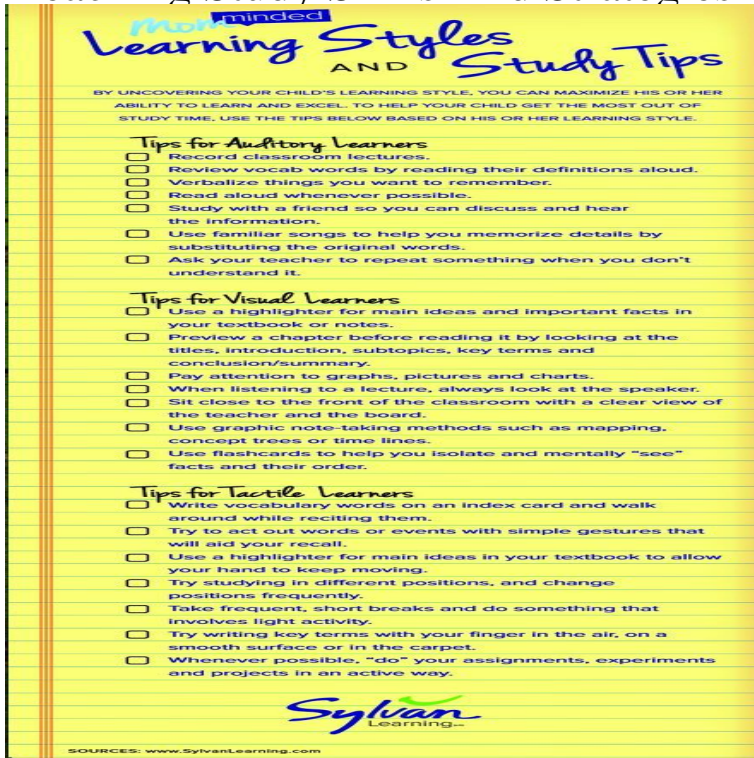 Mom minded
Learning Styles
AND Study Tips
BY UNCOVERING YOUR CHILD'S LEARNING STYLE, YOU CAN MAXIMIZE HIS OR HER
ABILITY TO LEARN AND EXCEL. TO HELP YOUR CHILD GET THE MOST OUT OF
STUDY TIME, USE THE TIPS BELOW BASED ON HIS OR HER LEARNING STYLE.
Tips for Auditory Learners
Record classroom lectures.
Review vocab words by reading their definitions aloud.
Verbalize things you want to remember.
Read aloud whenever possible.
Study with a friend so you can discuss and hear
the information.
Use familiar songs to help you memorize details by
substituting the original words.
Ask your teacher to repeat something when you don't
understand it.
Tips for Visual Learners
Use a highlighter for main ideas and important facts in
your textbook or notes.
Preview a chapter before reading it by looking at the
titles, introduction, subtopics, key terms and
conclusion/summary.
Pay attention to graphs, pictures and charts.
When listening to a lecture, always look at the speaker.
Sit close to the front of the classroom with a clear view of
the teacher and the board.
Use graphic note-taking methods such as mapping,
concept trees or time lines.
Use flashcards to help you isolate and mentally "see"
facts and their order.
Tips for Tactile Learners
Write vocabulary words on an index card and walk
around while reciting them.
Try to act out words or events with simple gestures that
will aid your recall.
Use a highlighter for main ideas in your textbook to allow
your hand to keep moving.
Try studying in different positions, and change
positions frequently.
Take frequent, short breaks and do something that
involves light activity.
Try writing key terms with your finger in the air, on a
smooth surface or in the carpet.
Whenever possible, "do" your assignments, experiments
and projects in an active way.
Sylvan
Learning
SOURCES: www.SylvanLearning.com